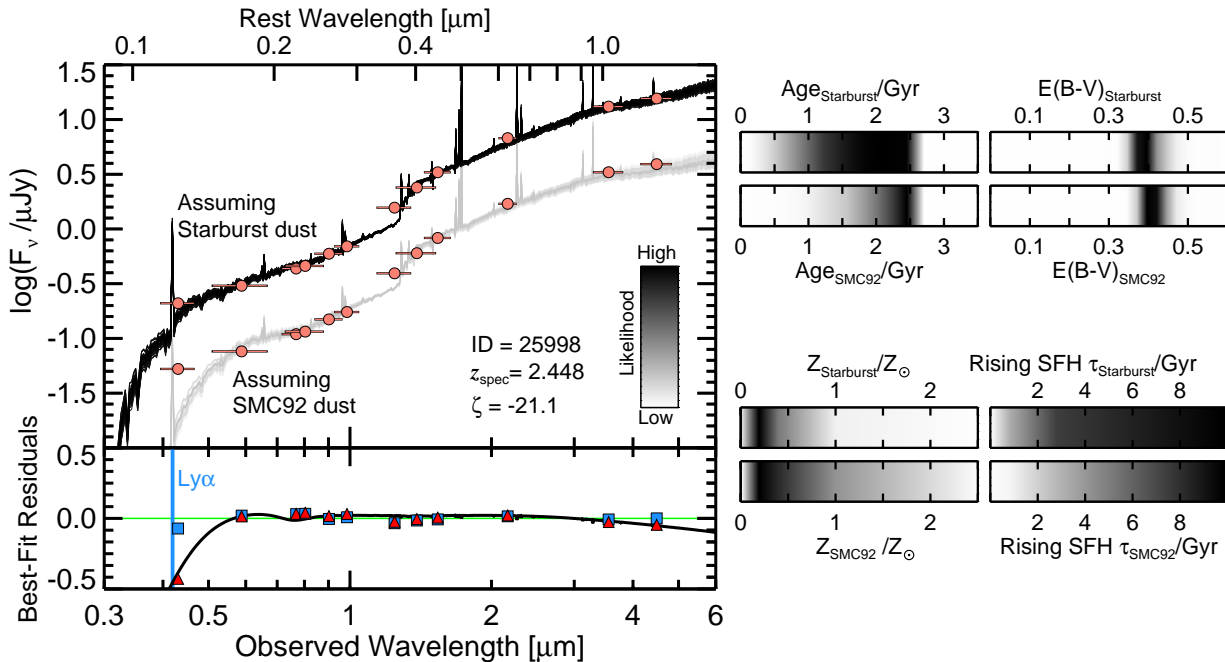 Rest Wavelength [μm]
0.1 0.2 0.4 1.0
log(Fν /μJy)
1.5
1.0
0.5
0.0
-0.5
-1.0
-1.5
Assuming
Starburst dust
Assuming
SMC92 dust
ID = 25998
zspec= 2.448
ζ = -21.1
High
Likelihood
Low
Best-Fit Residuals
0.5
0.0
-0.5
Lyα
0.3 0.5 1 2 6
Observed Wavelength [μm]
AgeStarburst/Gyr
0 1 2 3
0 1 2 3
AgeSMC92/Gyr
E(B-V)Starburst
0.0 0.3 0.5
0.0 0.3 0.5
E(B-V)SMC92
ZStarburst/Z⊙
0 1 2
0 1 2
ZSMC92 /Z⊙
Rising SFH τStarburst/Gyr
2 4 6 8
2 4 6 8
Rising SFH τSMC92/Gyr